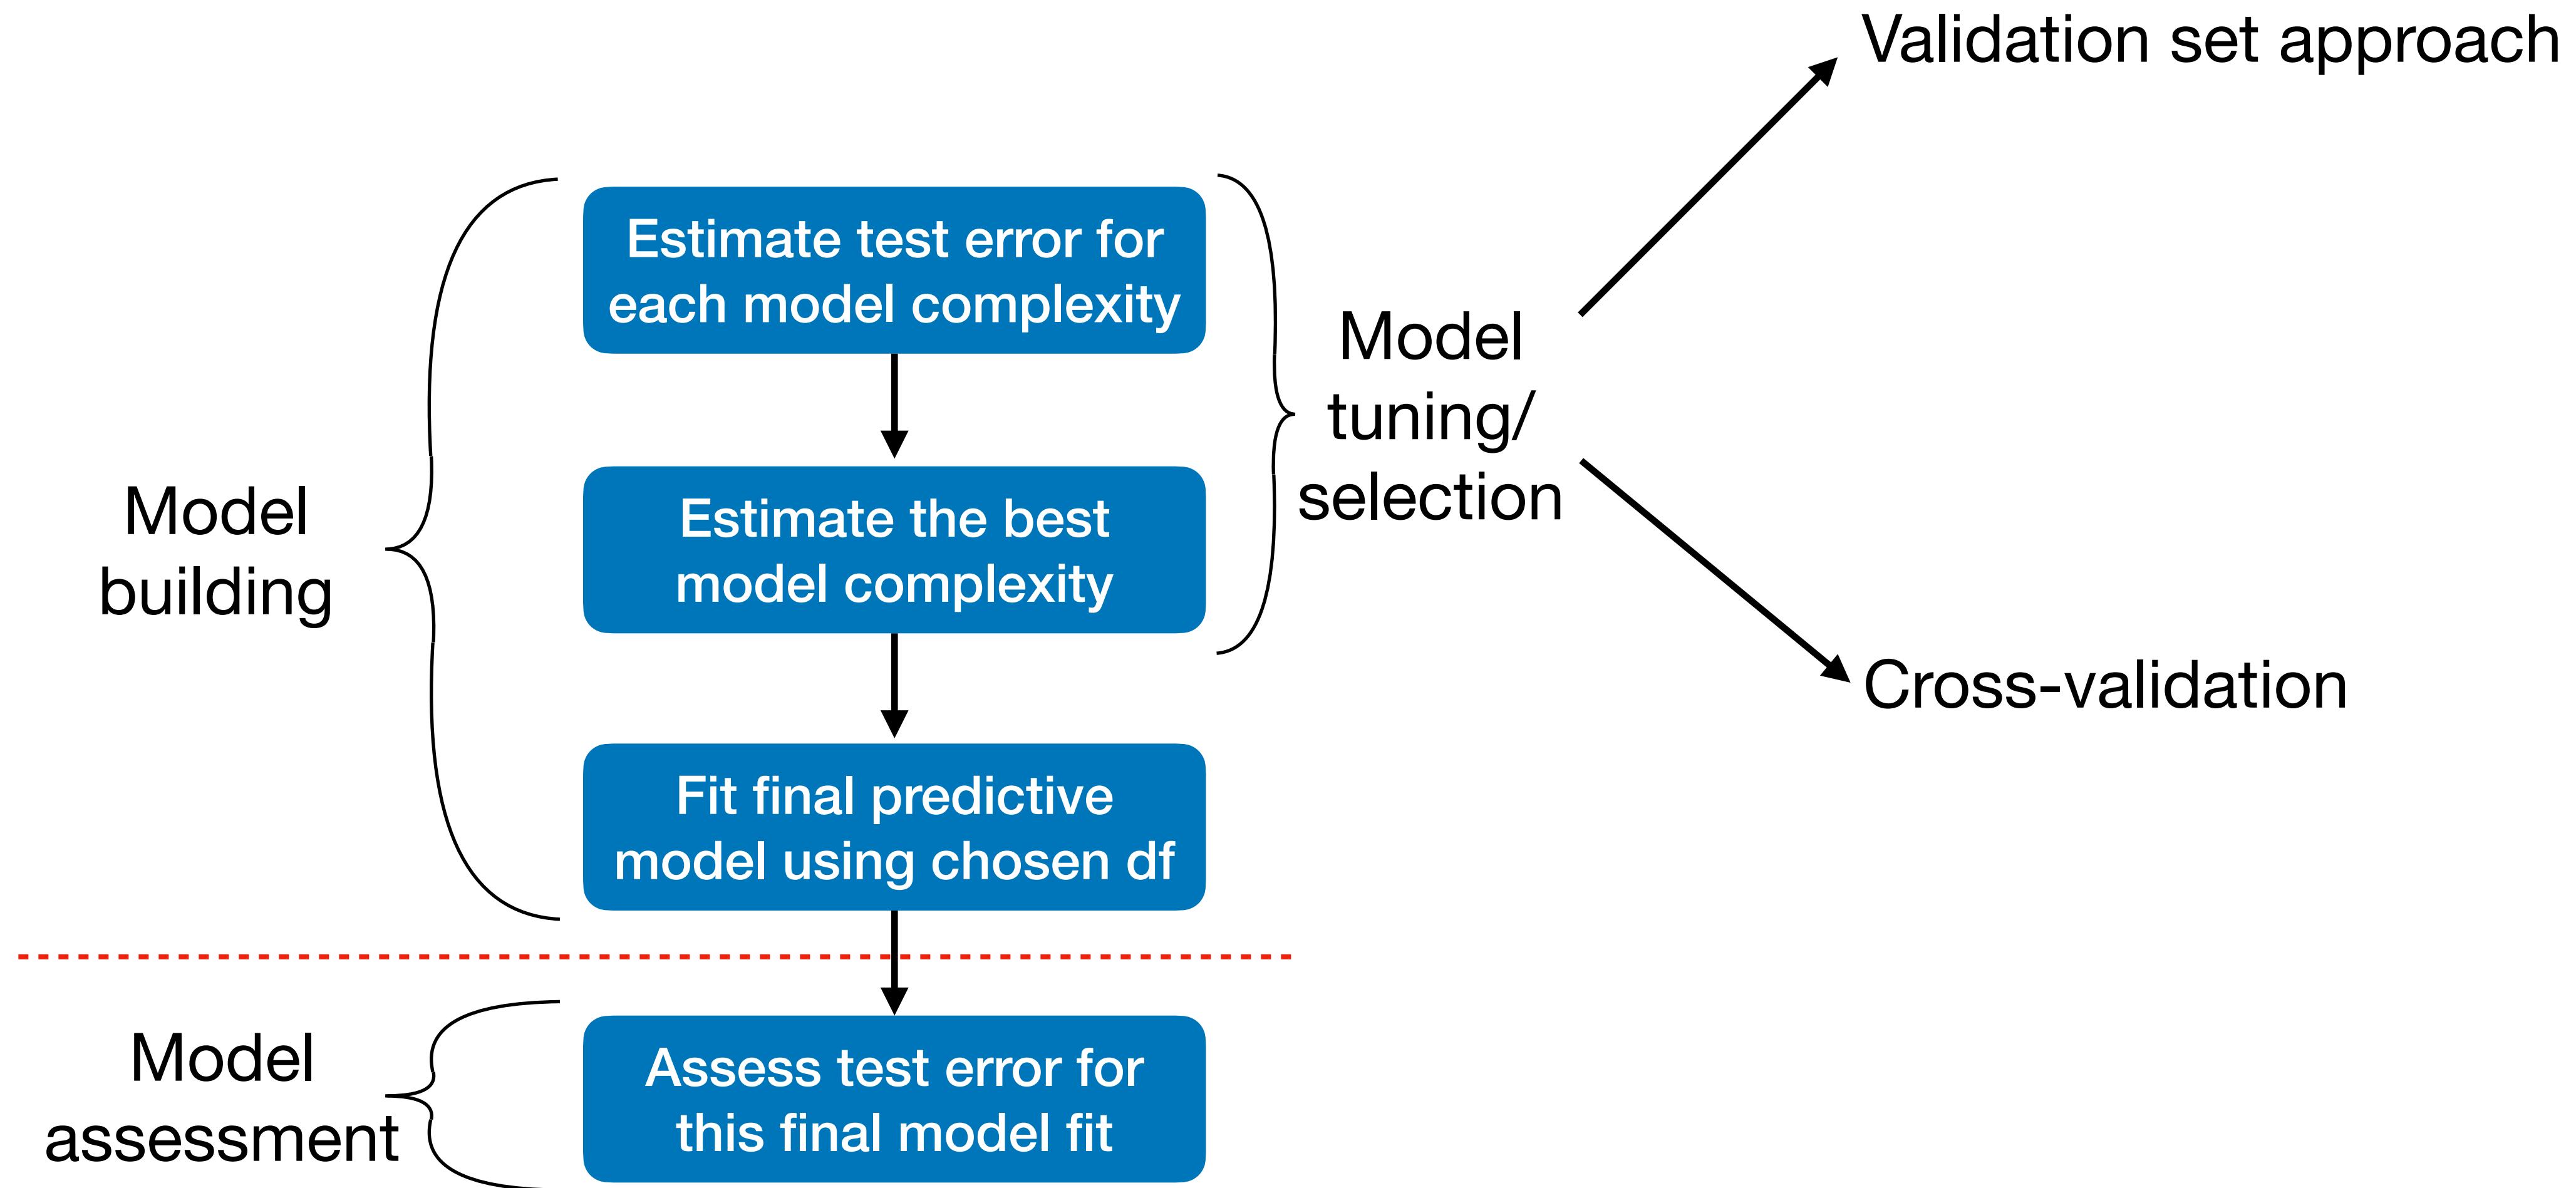 Validation set approach
Estimate test error for
each model complexity
Model
tuning/
selection
Estimate the best
model complexity
Model
building
Cross-validation
Fit final predictive
model using chosen df
Model
assessment
Assess test error for
this final model fit